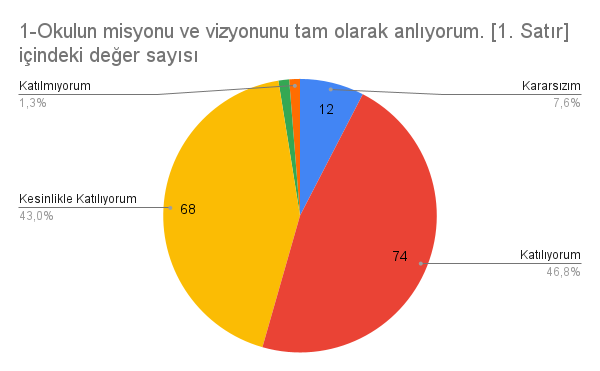 1-Okulun misyonu ve vizyonunu tam olarak anlıyorum. [1. Satır]
içindeki değer sayısı
Katılmıyorum
1,3%
Kararsızım
7,6%
12
Kesinlikle Katılıyorum
43,0%
68
74
Katılıyorum
46,8%